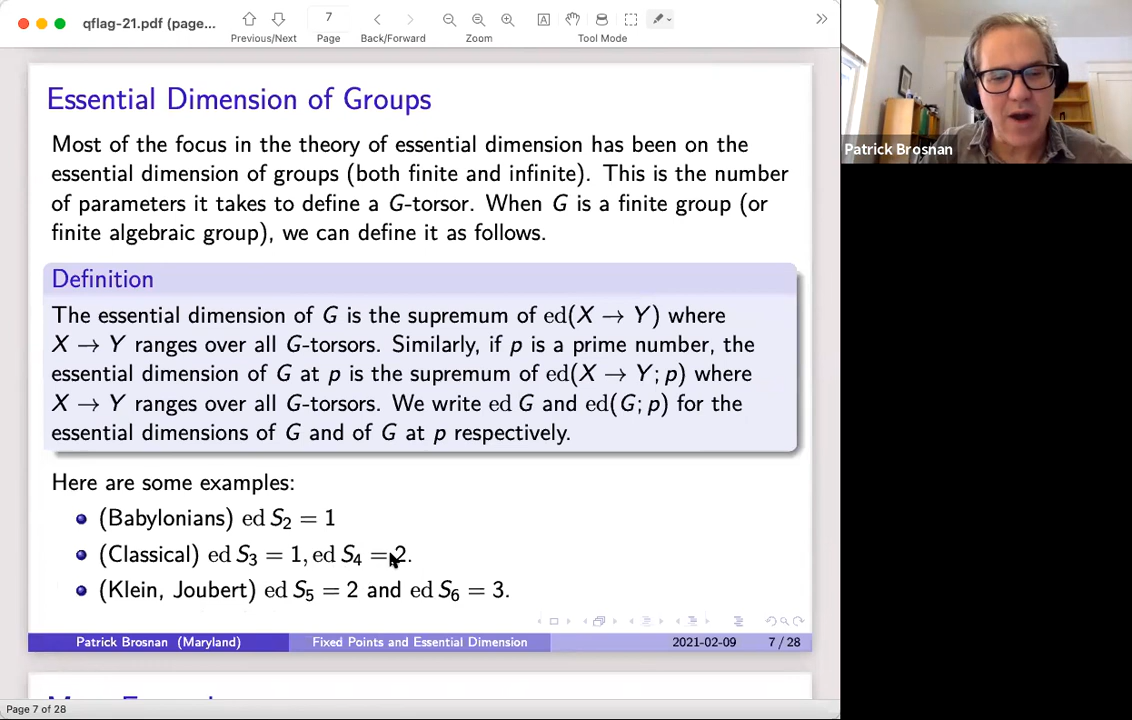 qflag-21.pdf (page...
7
Previous/Next
Page
Back/Forward
Zoom
Tool Mode
Essential Dimension of Groups
Most of the focus in the theory of essential dimension has been on the
essential dimension of groups (both finite and infinite). This is the number
of parameters it takes to define a G-torsor. When G is a finite group (or
finite algebraic group), we can define it as follows.
Definition
The essential dimension of G is the supremum of ed(X → Y) where
X → Y ranges over all G-torsors. Similarly, if p is a prime number, the
essential dimension of G at p is the supremum of ed(X → Y; p) where
X → Y ranges over all G-torsors. We write ed G and ed(G; p) for the
essential dimensions of G and of G at p respectively.
Here are some examples:
(Babylonians) ed S₂ = 1
(Classical) ed S₃ = 1, ed S₄ = 2.
(Klein, Joubert) ed S₅ = 2 and ed S₆ = 3.
Patrick Brosnan (Maryland)
Fixed Points and Essential Dimension
2021-02-09
7 / 28
Page 7 of 28
Patrick Brosnan